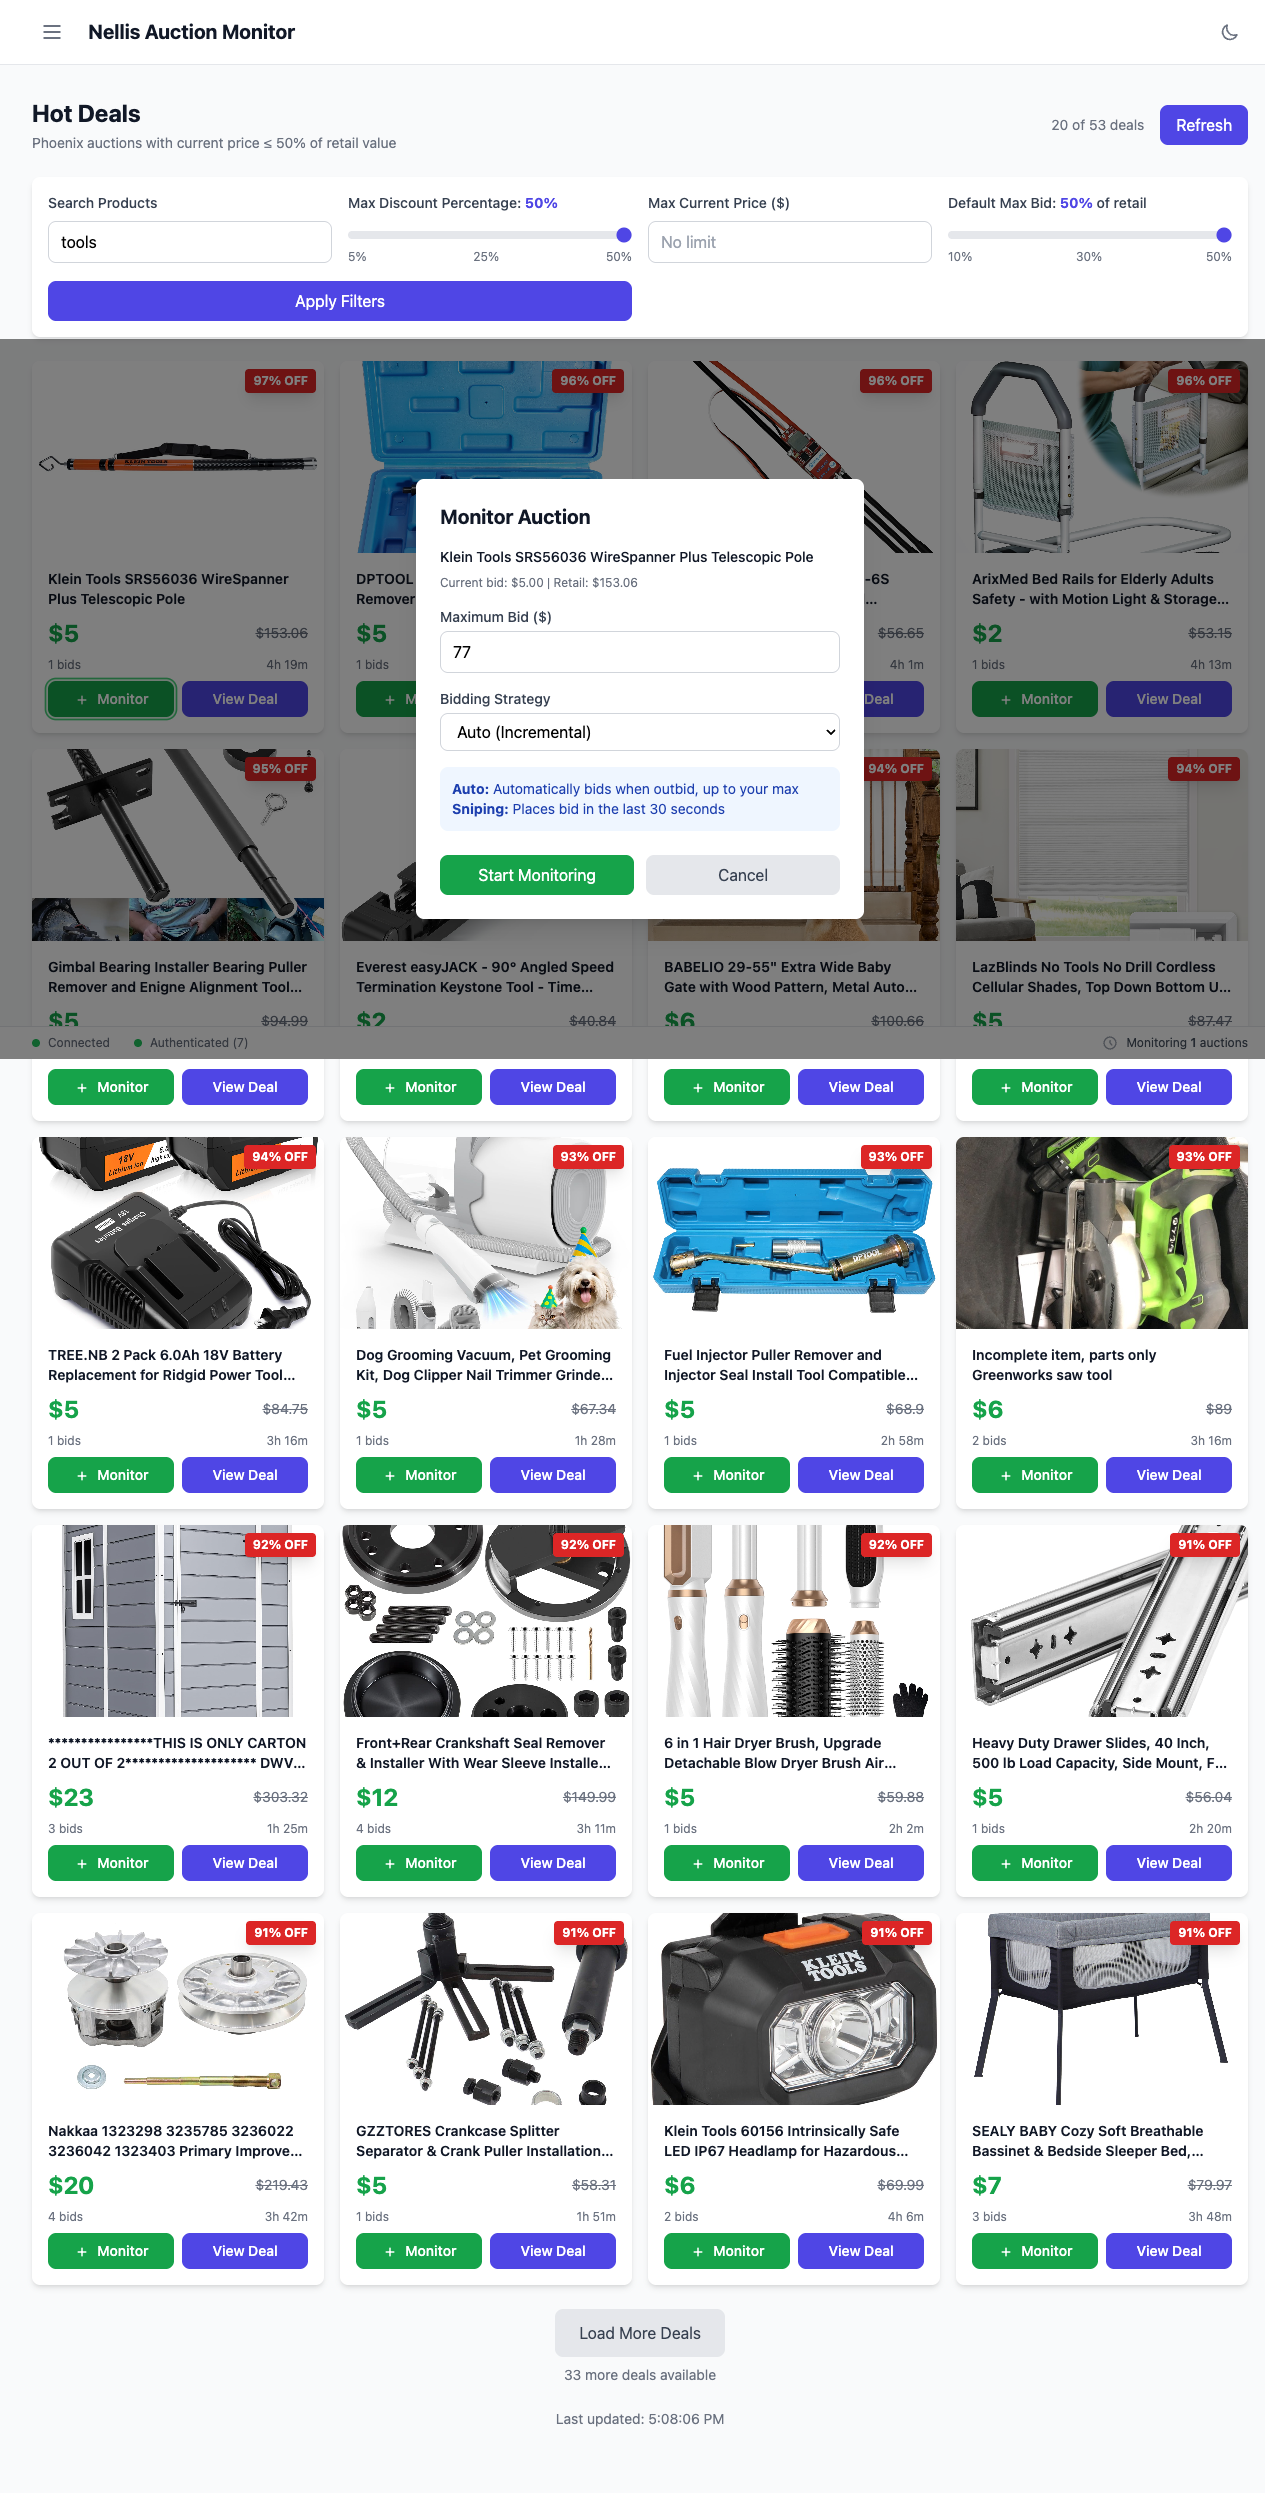 Nellis Auction Monitor
Hot Deals
Phoenix auctions with current price ≤ 50% of retail value
20 of 53 deals
Refresh
Search Products
tools
Max Discount Percentage: 50%
5% 25% 50%
Max Current Price ($)
No limit
Default Max Bid: 50% of retail
10% 30% 50%
Apply Filters
97% OFF
Klein Tools SRS56036 WireSpanner
Plus Telescopic Pole
$5 $153.06
1 bids 4h 19m
+ Monitor View Deal
96% OFF
DPTOOL
Remover
$5
1 bids
96% OFF
-6S
...
$56.65
4h 1m
Deal
96% OFF
ArixMed Bed Rails for Elderly Adults
Safety - with Motion Light & Storage...
$2 $53.15
1 bids 4h 13m
+ Monitor View Deal
Monitor Auction
Klein Tools SRS56036 WireSpanner Plus Telescopic Pole
Current bid: $5.00 | Retail: $153.06
Maximum Bid ($)
77
Bidding Strategy
Auto (Incremental)
Auto: Automatically bids when outbid, up to your max
Sniping: Places bid in the last 30 seconds
Start Monitoring Cancel
95% OFF
Gimbal Bearing Installer Bearing Puller
Remover and Enigne Alignment Tool...
$5 $94.99
+ Monitor View Deal
Everest easyJACK - 90° Angled Speed
Termination Keystone Tool - Time...
$2 $40.84
+ Monitor View Deal
94% OFF
BABELIO 29-55" Extra Wide Baby
Gate with Wood Pattern, Metal Auto...
$6 $100.66
+ Monitor View Deal
94% OFF
LazBlinds No Tools No Drill Cordless
Cellular Shades, Top Down Bottom U...
$5 $87.47
+ Monitor View Deal
Connected Authenticated (7) Monitoring 1 auctions
94% OFF
18V
Lithium Ion
TREE.NB 2 Pack 6.0Ah 18V Battery
Replacement for Ridgid Power Tool...
$5 $84.75
1 bids 3h 16m
+ Monitor View Deal
93% OFF
Dog Grooming Vacuum, Pet Grooming
Kit, Dog Clipper Nail Trimmer Grinde...
$5 $67.34
1 bids 1h 28m
+ Monitor View Deal
93% OFF
DPTOOL
Fuel Injector Puller Remover and
Injector Seal Install Tool Compatible...
$5 $68.9
1 bids 2h 58m
+ Monitor View Deal
93% OFF
Incomplete item, parts only
Greenworks saw tool
$6 $89
2 bids 3h 16m
+ Monitor View Deal
92% OFF
****************THIS IS ONLY CARTON
2 OUT OF 2******************** DWV...
$23 $303.32
3 bids 1h 25m
+ Monitor View Deal
92% OFF
Front+Rear Crankshaft Seal Remover
& Installer With Wear Sleeve Installe...
$12 $149.99
4 bids 3h 11m
+ Monitor View Deal
92% OFF
6 in 1 Hair Dryer Brush, Upgrade
Detachable Blow Dryer Brush Air...
$5 $59.88
1 bids 2h 2m
+ Monitor View Deal
91% OFF
Heavy Duty Drawer Slides, 40 Inch,
500 lb Load Capacity, Side Mount, F...
$5 $56.04
1 bids 2h 20m
+ Monitor View Deal
91% OFF
Nakkaa 1323298 3235785 3236022
3236042 1323403 Primary Improve...
$20 $219.43
4 bids 3h 42m
+ Monitor View Deal
91% OFF
GZZTORES Crankcase Splitter
Separator & Crank Puller Installation...
$5 $58.31
1 bids 1h 51m
+ Monitor View Deal
91% OFF
KLEIN
TOOLS
Klein Tools 60156 Intrinsically Safe
LED IP67 Headlamp for Hazardous...
$6 $69.99
2 bids 4h 6m
+ Monitor View Deal
91% OFF
SEALY BABY Cozy Soft Breathable
Bassinet & Bedside Sleeper Bed,...
$7 $79.97
3 bids 3h 48m
+ Monitor View Deal
Load More Deals
33 more deals available
Last updated: 5:08:06 PM